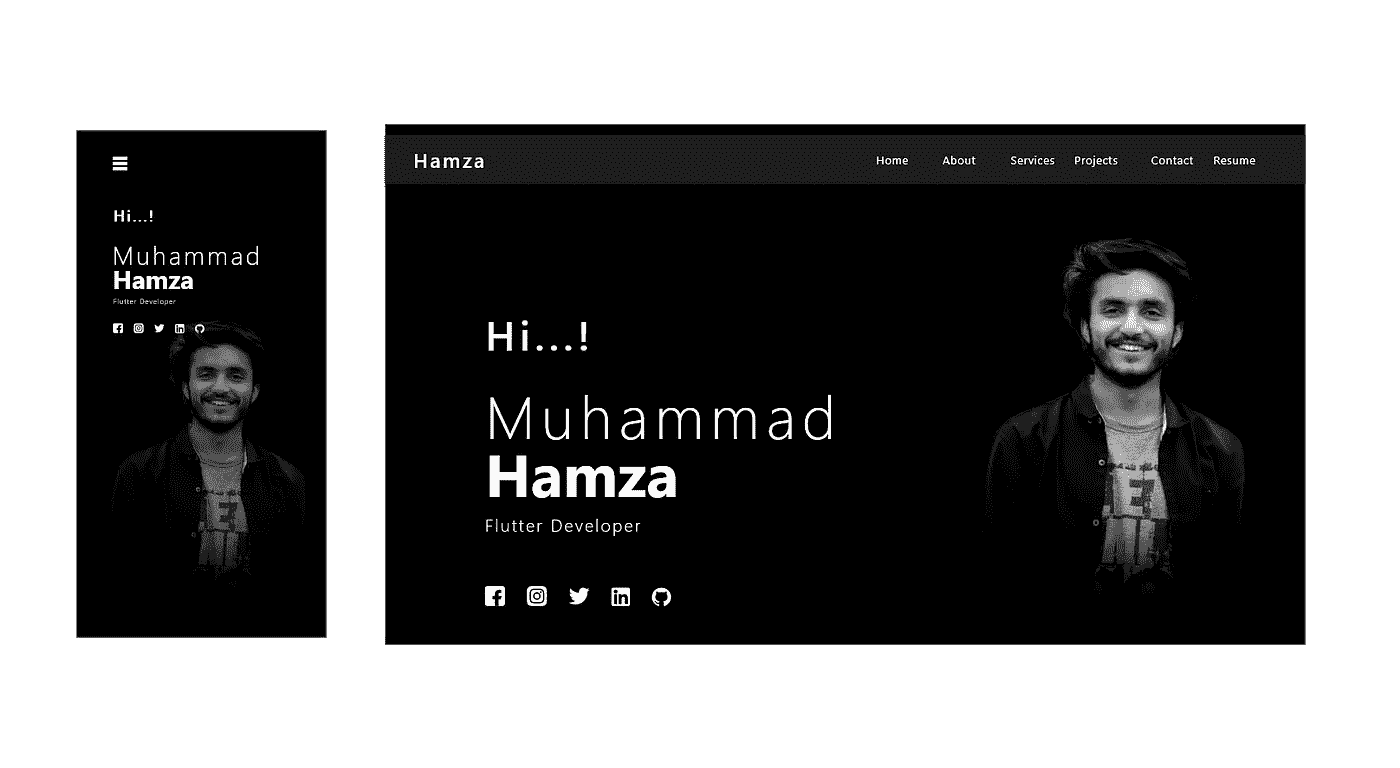 Hi...!
Muhammad
Hamza
Flutter Developer
Hamza
Home About Services Projects Contact Resume
Hi...!
Muhammad
Hamza
Flutter Developer